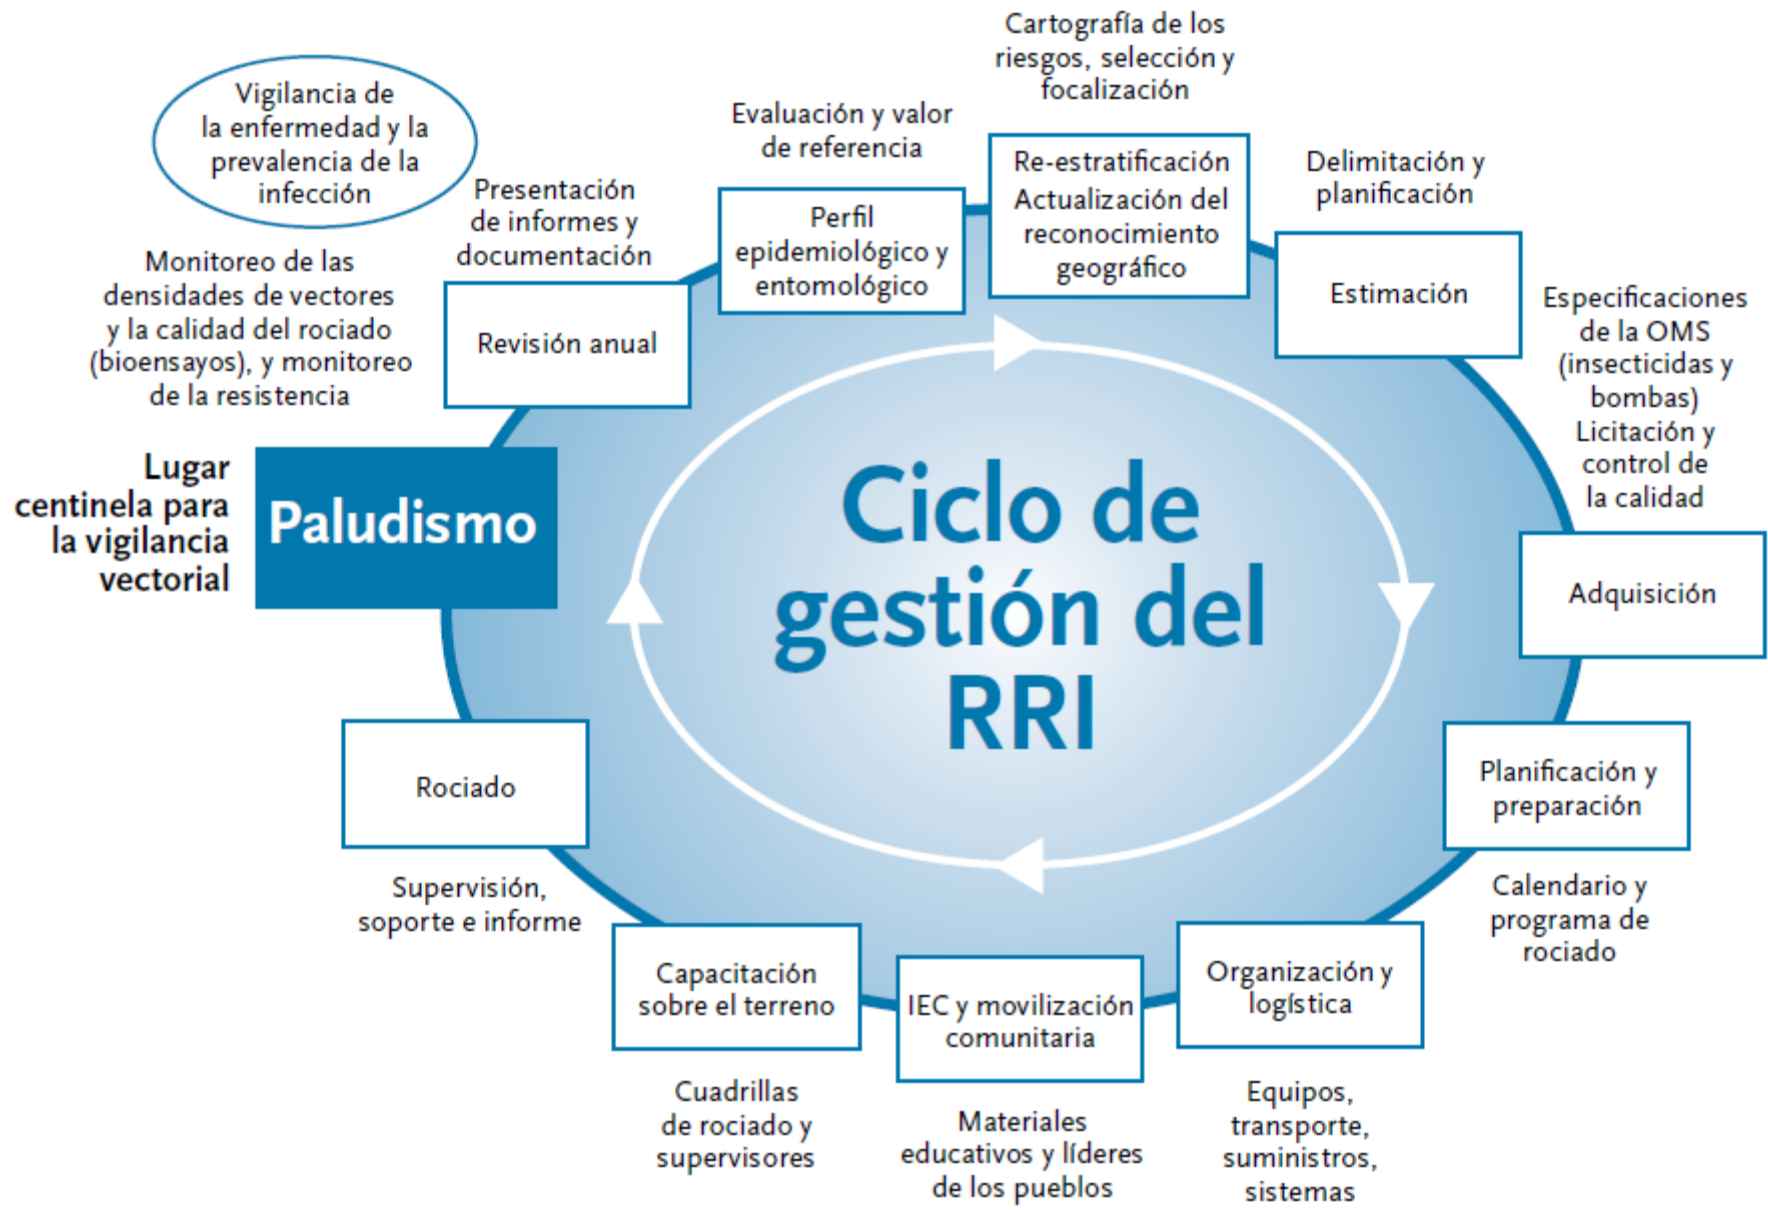 Cartografía de los
riesgos, selección y
focalización
Vigilancia de
la enfermedad y la
prevalencia de la
infección
Evaluación y valor
de referencia
Re-estratificación
Actualización del
reconocimiento
geográfico
Delimitación y
planificación
Presentación
de informes y
documentación
Perfil
epidemiológico y
entomológico
Estimación
Monitoreo de las
densidades de vectores
y la calidad del rociado
(bioensayos), y monitoreo
de la resistencia
Revisión anual
Especificaciones
de la OMS
(insecticidas y
bombas)
Licitación y
control de
la calidad
Lugar
centinela para
la vigilancia
vectorial
Paludismo
Ciclo de
gestión del
RRI
Adquisición
Rociado
Planificación y
preparación
Supervisión,
soporte e informe
Calendario y
programa de
rociado
Capacitación
sobre el terreno
IEC y movilización
comunitaria
Organización y
logística
Cuadrillas
de rociado y
supervisores
Materiales
educativos y líderes
de los pueblos
Equipos,
transporte,
suministros,
sistemas